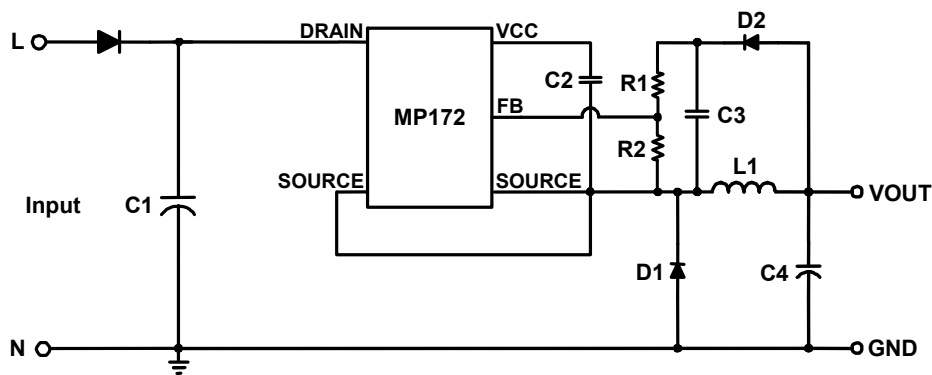 D2
L
DRAIN
VCC
C2
R1
FB
MP172
C3
R2
L1
SOURCE
SOURCE
VOUT
Input
C1
D1
C4
N
GND